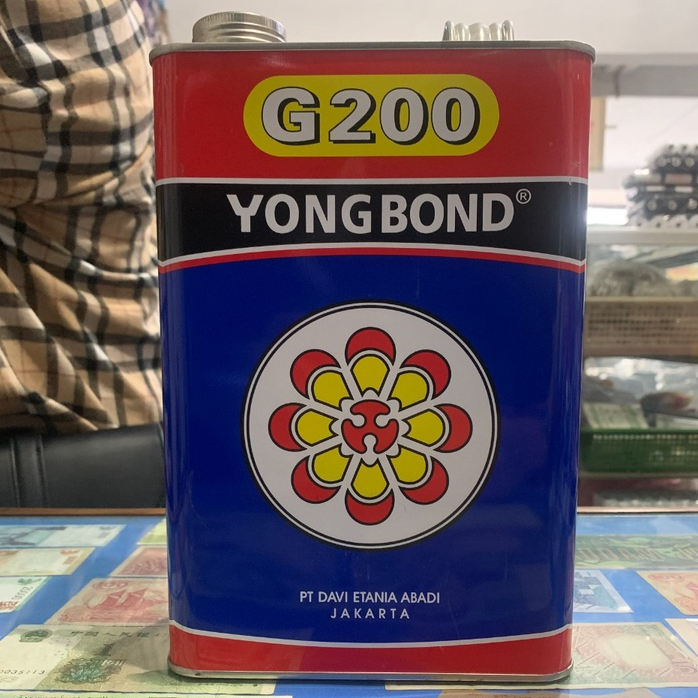 G200
YONGBOND®
PT DAVI ETANIA ABADI
JAKARTA